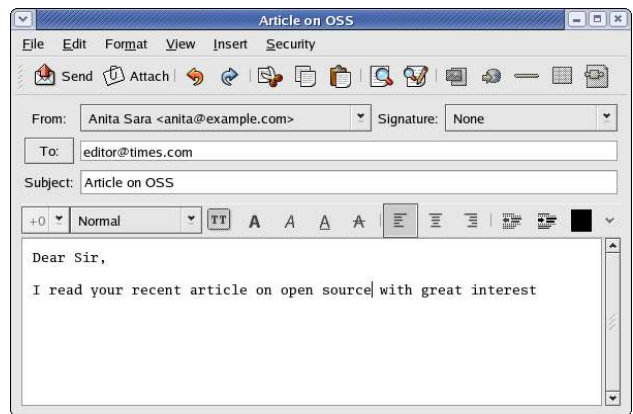 Article on OSS
File Edit Format View Insert Security
Send Attach
From: Anita Sara <anita@example.com> Signature: None
To: editor@times.com
Subject: Article on OSS
+0 Normal TT A A A A
Dear Sir,
I read your recent article on open source with great interest